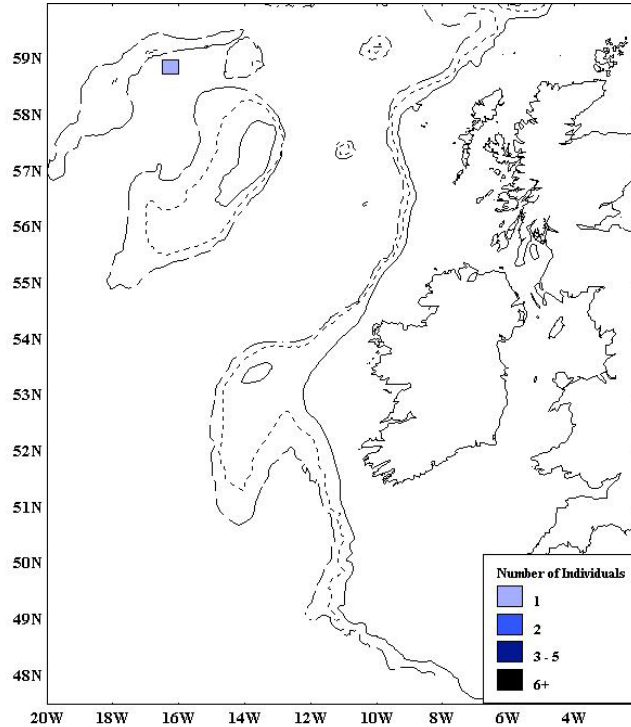 59N
58N
57N
56N
55N
54N
53N
52N
51N
50N
49N
48N
Number of Individuals
1
2
3 - 5
6+
20W 18W 16W 14W 12W 10W 8W 6W 4W